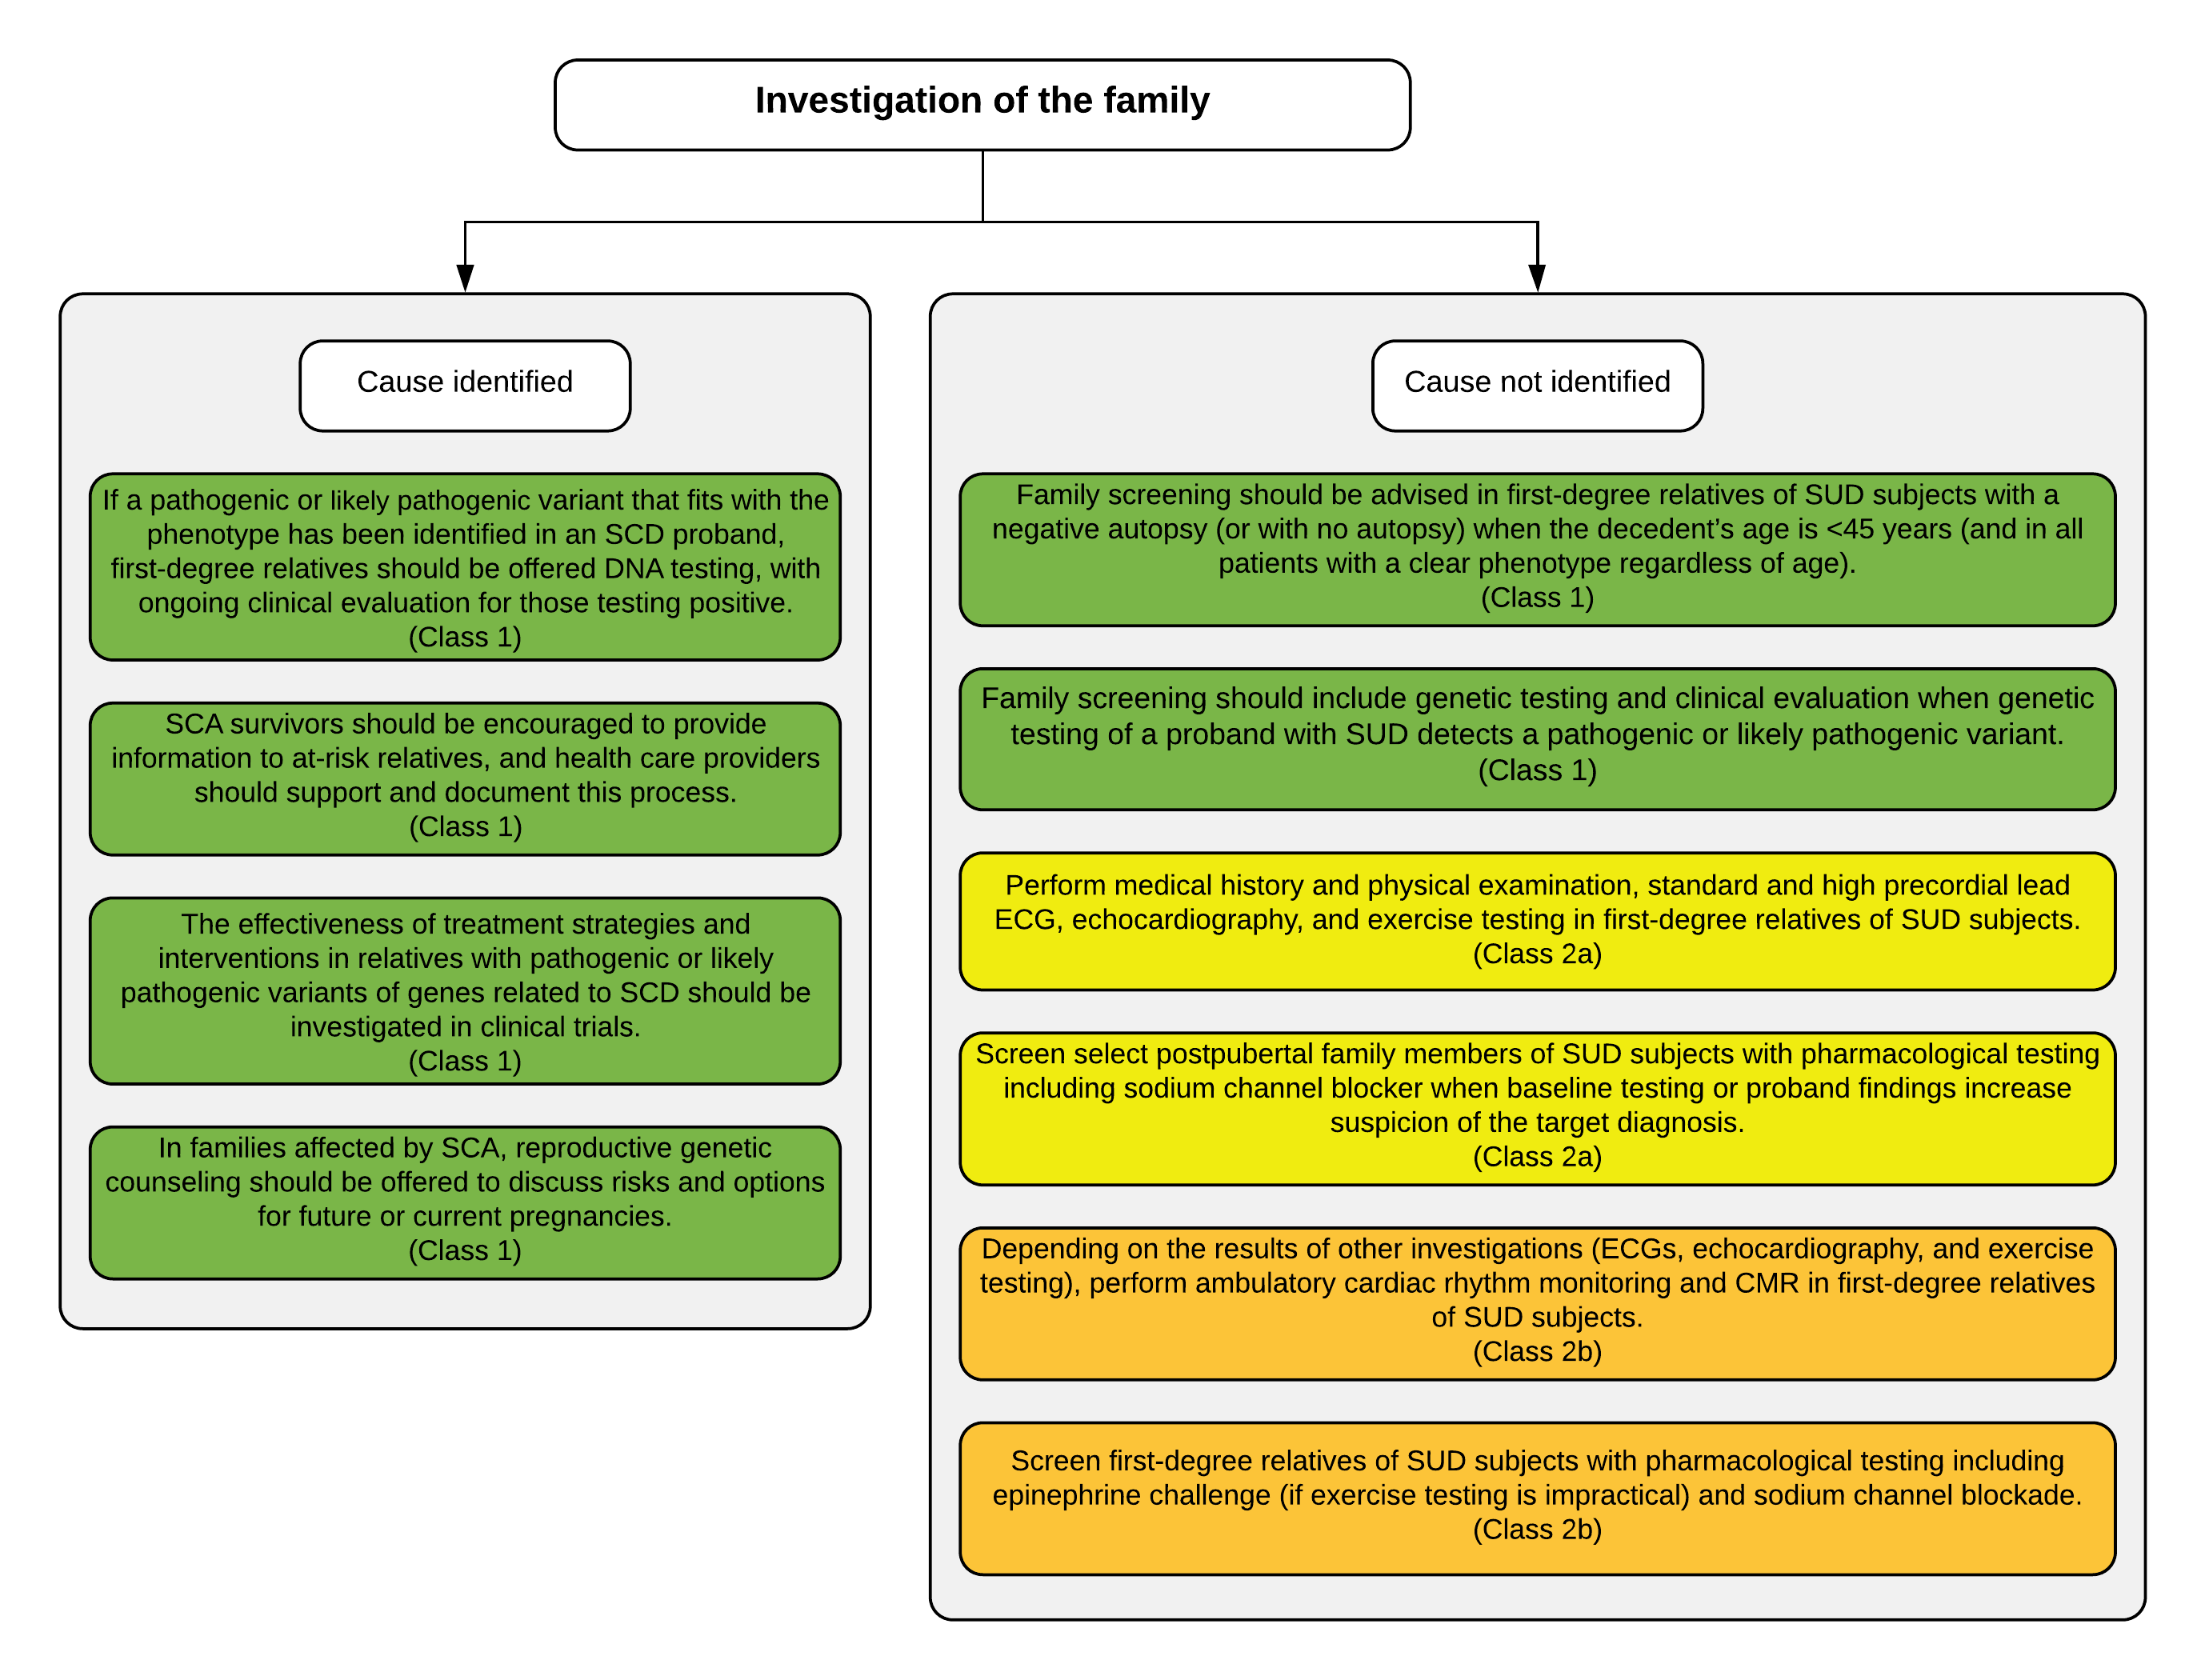 Investigation of the family
Cause identified
If a pathogenic or likely pathogenic variant that fits with the
phenotype has been identified in an SCD proband,
first-degree relatives should be offered DNA testing, with
ongoing clinical evaluation for those testing positive.
(Class 1)
SCA survivors should be encouraged to provide
information to at-risk relatives, and health care providers
should support and document this process.
(Class 1)
The effectiveness of treatment strategies and
interventions in relatives with pathogenic or likely
pathogenic variants of genes related to SCD should be
investigated in clinical trials.
(Class 1)
In families affected by SCA, reproductive genetic
counseling should be offered to discuss risks and options
for future or current pregnancies.
(Class 1)
Cause not identified
Family screening should be advised in first-degree relatives of SUD subjects with a
negative autopsy (or with no autopsy) when the decedent’s age is <45 years (and in all
patients with a clear phenotype regardless of age).
(Class 1)
Family screening should include genetic testing and clinical evaluation when genetic
testing of a proband with SUD detects a pathogenic or likely pathogenic variant.
(Class 1)
Perform medical history and physical examination, standard and high precordial lead
ECG, echocardiography, and exercise testing in first-degree relatives of SUD subjects.
(Class 2a)
Screen select postpubertal family members of SUD subjects with pharmacological testing
including sodium channel blocker when baseline testing or proband findings increase
suspicion of the target diagnosis.
(Class 2a)
Depending on the results of other investigations (ECGs, echocardiography, and exercise
testing), perform ambulatory cardiac rhythm monitoring and CMR in first-degree relatives
of SUD subjects.
(Class 2b)
Screen first-degree relatives of SUD subjects with pharmacological testing including
epinephrine challenge (if exercise testing is impractical) and sodium channel blockade.
(Class 2b)